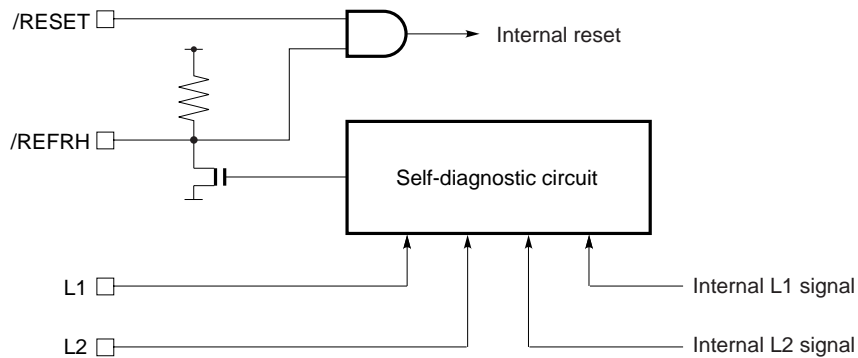 /RESET
Internal reset
/REFRH
Self-diagnostic circuit
L1
Internal L1 signal
L2
Internal L2 signal